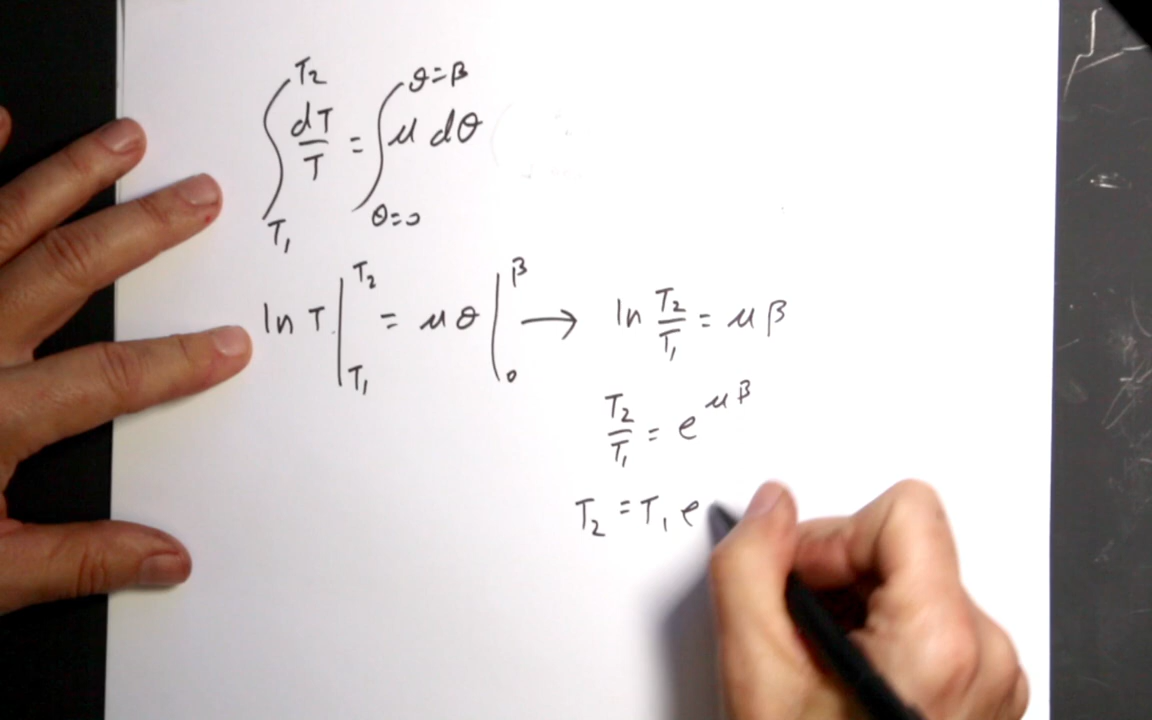 ∫_{T₁}^{T₂} dT/T = ∫_{θ=0}^{θ=β} μ dθ
ln T |_{T₁}^{T₂} = μθ |_{0}^{β} → ln T₂/T₁ = μβ
T₂/T₁ = e^{μβ}
T₂ = T₁ e